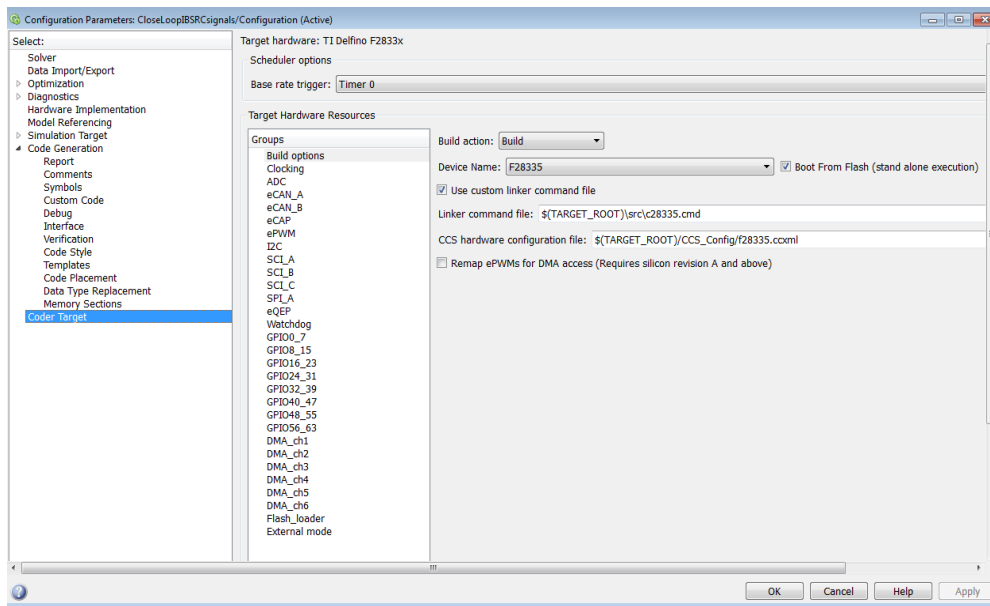 Configuration Parameters: CloseLoopIBSRCsignals/Configuration (Active)
Select:
Solver
Data Import/Export
Optimization
Diagnostics
Hardware Implementation
Model Referencing
Simulation Target
Code Generation
Report
Comments
Symbols
Custom Code
Debug
Interface
Verification
Code Style
Templates
Code Placement
Data Type Replacement
Memory Sections
Coder Target
Target hardware: TI Delfino F2833x
Scheduler options
Base rate trigger: Timer 0
Target Hardware Resources
Groups
Build options
Clocking
ADC
eCAN_A
eCAN_B
eCAP
ePWM
I2C
SCI_A
SCI_B
SCI_C
SPI_A
eQEP
Watchdog
GPIO0_7
GPIO8_15
GPIO16_23
GPIO24_31
GPIO32_39
GPIO40_47
GPIO48_55
GPIO56_63
DMA_ch1
DMA_ch2
DMA_ch3
DMA_ch4
DMA_ch5
DMA_ch6
Flash_loader
External mode
Build action: Build
Device Name: F28335 Boot From Flash (stand alone execution)
Use custom linker command file
Linker command file: $(TARGET_ROOT)\src\c28335.cmd
CCS hardware configuration file: $(TARGET_ROOT)/CCS_Config/f28335.ccxml
Remap ePWMs for DMA access (Requires silicon revision A and above)
OK Cancel Help Apply